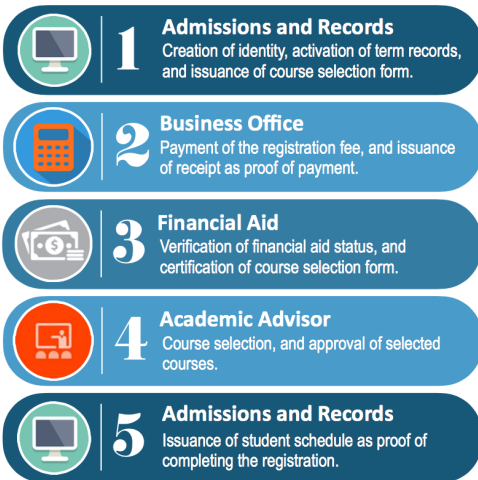 1
Admissions and Records
Creation of identity, activation of term records,
and issuance of course selection form.
2
Business Office
Payment of the registration fee, and issuance
of receipt as proof of payment.
3
Financial Aid
Verification of financial aid status, and
certification of course selection form.
4
Academic Advisor
Course selection, and approval of selected
courses.
5
Admissions and Records
Issuance of student schedule as proof of
completing the registration.